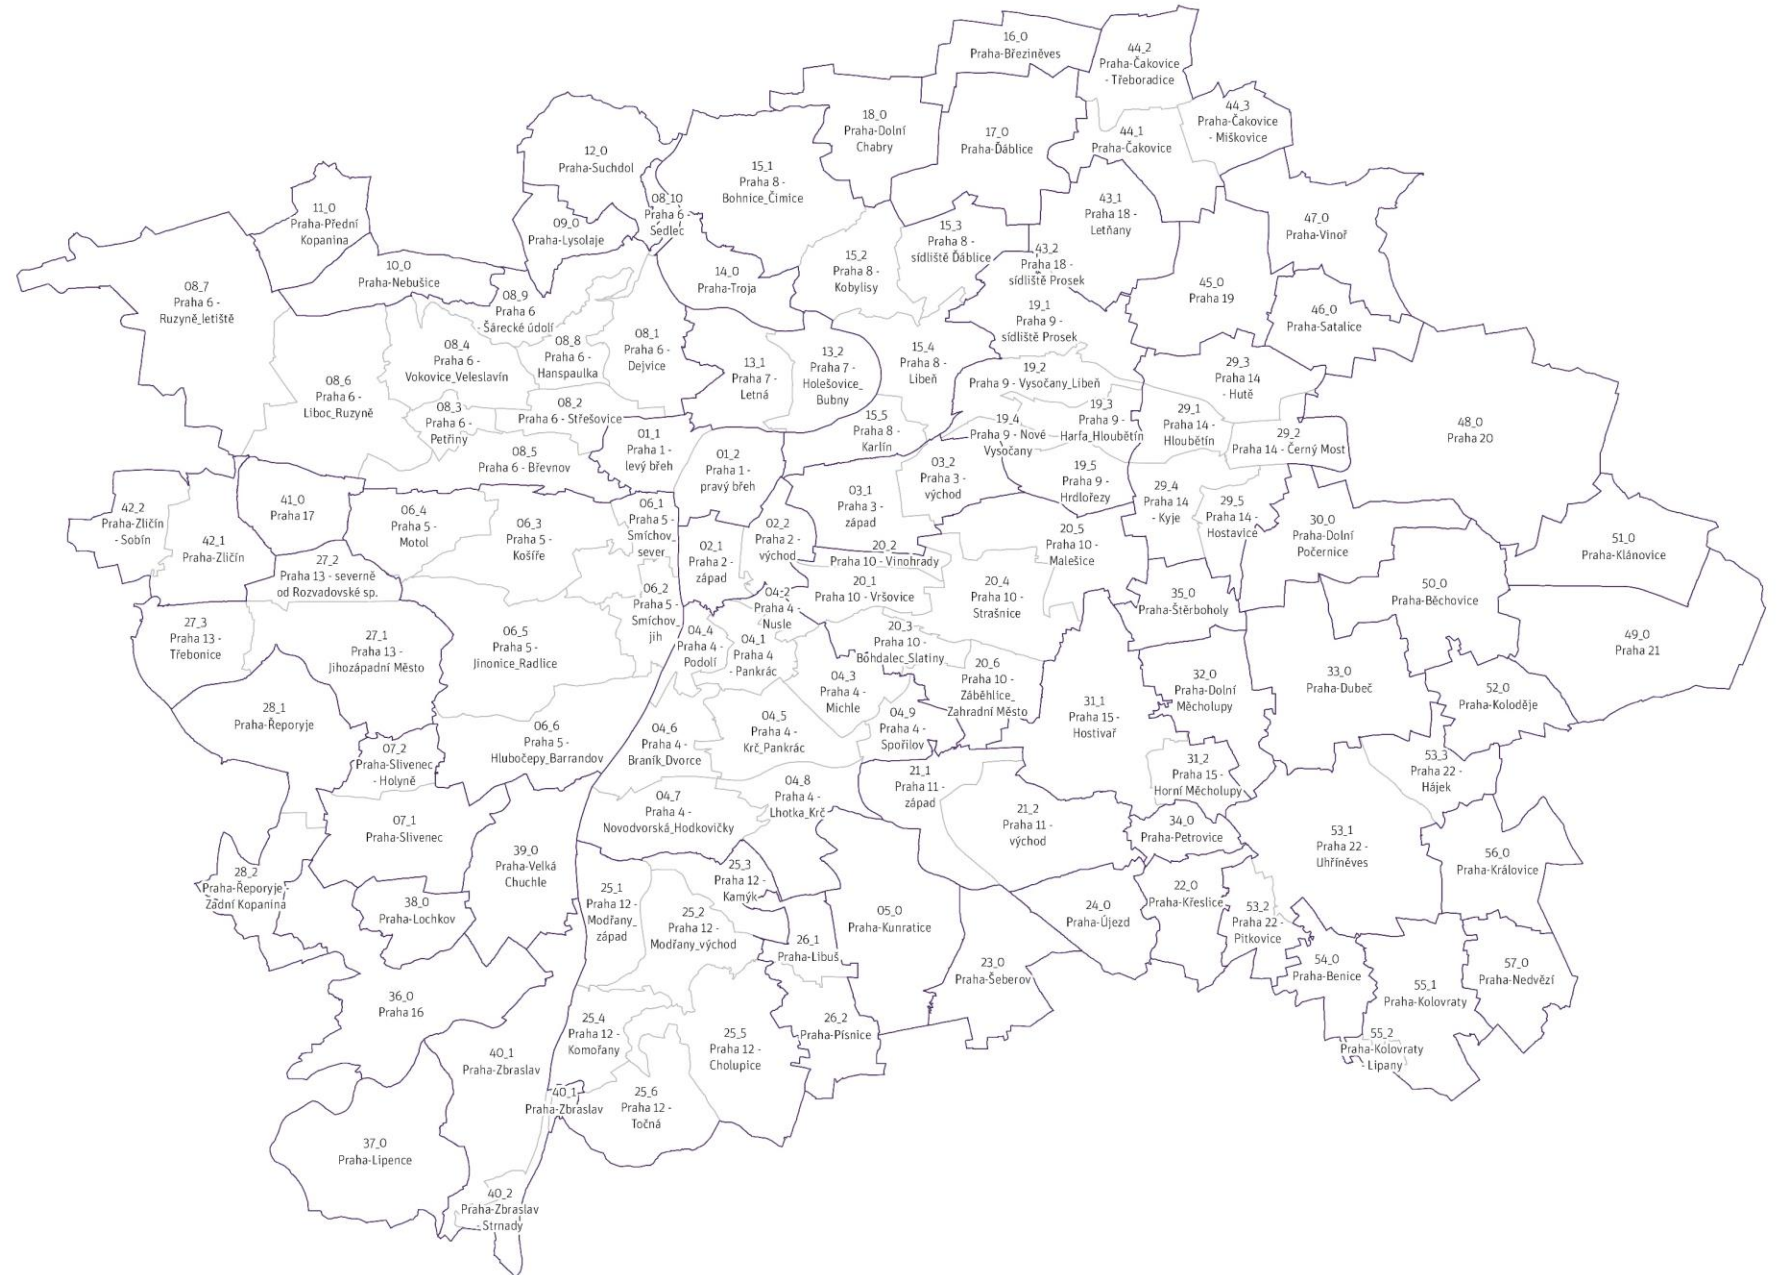 16_0
Praha-Březiněves
44_2
Praha-Čakovice
- Třeboradice
44_3
Praha-Čakovice
- Miškovice
18_0
Praha-Dolní
Chabry
17_0
Praha-Ďáblice
44_1
Praha-Čakovice
12_0
Praha-Suchdol
15_1
Praha 8 -
Bohnice_Čimice
08_10
Praha 6 -
Sedlec
43_1
Praha 18 -
Letňany
11_0
Praha-Přední
Kopanina
09_0
Praha-Lysolaje
47_0
Praha-Vinoř
15_3
Praha 8 -
sídliště Ďáblice
15_2
Praha 8 -
Kobylisy
43_2
Praha 18 -
sídliště Prosek
10_0
Praha-Nebušice
14_0
Praha-Troja
45_0
Praha 19
08_7
Praha 6 -
Ruzyně_letiště
08_9
Praha 6
- Šárecké údolí
46_0
Praha-Satalice
19_1
Praha 9 -
sídliště Prosek
08_1
Praha 6 -
Dejvice
08_8
Praha 6 -
Hanspaulka
08_4
Praha 6 -
Vokovice_Veleslavín
13_1
Praha 7 -
Letná
13_2
Praha 7 -
Holešovice_
Bubny
15_4
Praha 8 -
Libeň
19_2
Praha 9 - Vysočany_Libeň
29_3
Praha 14
- Hutě
08_6
Praha 6 -
Liboc_Ruzyně
08_3
Praha 6 -
Petřiny
08_2
Praha 6 - Střešovice
15_5
Praha 8 -
Karlín
19_4
Praha 9 - Nové
Vysočany
19_3
Praha 9 -
Harfa_Hloubětín
29_1
Praha 14 -
Hloubětín
29_2
Praha 14 - Černý Most
48_0
Praha 20
01_1
Praha 1 -
levý břeh
08_5
Praha 6 - Břevnov
01_2
Praha 1 -
pravý břeh
03_2
Praha 3 -
východ
19_5
Praha 9 -
Hrdlořezy
03_1
Praha 3 -
západ
29_4
Praha 14
- Kyje
29_5
Praha 14 -
Hostavice
42_2
Praha-Zličín
- Sobín
41_0
Praha 17
06_4
Praha 5 -
Motol
06_3
Praha 5 -
Košíře
06_1
Praha 5 -
Smíchov_
sever
02_2
Praha 2 -
východ
02_1
Praha 2 -
západ
20_5
Praha 10 -
Malešice
30_0
Praha-Dolní
Počernice
51_0
Praha-Klánovice
42_1
Praha-Zličín
27_2
Praha 13 - severně
od Rozvadovské sp.
20_2
Praha 10 - Vinohrady
20_1
Praha 10 - Vršovice
20_4
Praha 10 -
Strašnice
35_0
Praha-Štěrboholy
50_0
Praha-Běchovice
06_2
Praha 5 -
Smíchov_
jih
04_2
Praha 4 -
Nusle
27_3
Praha 13 -
Třebonice
27_1
Praha 13 -
Jihozápadní Město
06_5
Praha 5 -
Jinonice_Radlice
04_4
Praha 4 -
Podolí
04_1
Praha 4
- Pankrác
20_3
Praha 10 -
Bohdalec_Slatiny
49_0
Praha 21
20_6
Praha 10 -
Záběhlice_
Zahradní Město
04_3
Praha 4 -
Michle
32_0
Praha-Dolní
Měcholupy
33_0
Praha-Dubeč
52_0
Praha-Koloděje
28_1
Praha-Řeporyje
31_1
Praha 15 -
Hostivař
04_5
Praha 4 -
Krč_Pankrác
04_9
Praha 4 -
Spořilov
04_6
Praha 4 -
Braník_Dvorce
06_6
Praha 5 -
Hlubočepy_Barrandov
07_2
Praha-Slivenec
- Holyně
31_2
Praha 15 -
Horní Měcholupy
53_3
Praha 22 -
Hájek
21_1
Praha 11 -
západ
04_8
Praha 4 -
Lhotka_Krč
04_7
Praha 4 -
Novodvorská_Hodkovičky
21_2
Praha 11 -
východ
34_0
Praha-Petrovice
07_1
Praha-Slivenec
53_1
Praha 22 -
Uhříněves
56_0
Praha-Královice
39_0
Praha-Velká
Chuchle
28_2
Praha-Řeporyje -
Zadní Kopanina
25_3
Praha 12 -
Kamýk
25_1
Praha 12 -
Modřany_
západ
38_0
Praha-Lochkov
25_2
Praha 12 -
Modřany_východ
05_0
Praha-Kunratice
24_0
Praha-Újezd
22_0
Praha-Křeslice
53_2
Praha 22 -
Pitkovice
26_1
Praha-Libuš
23_0
Praha-Šeberov
54_0
Praha-Benice
57_0
Praha-Nedvězí
55_1
Praha-Kolovraty
36_0
Praha 16
25_4
Praha 12 -
Komořany
26_2
Praha-Písnice
25_5
Praha 12 -
Cholupice
55_2
Praha-Kolovraty
- Lipany
40_1
Praha-Zbraslav
40_1
Praha-Zbraslav
25_6
Praha 12 -
Točná
37_0
Praha-Lipence
40_2
Praha-Zbraslav
- Strnady